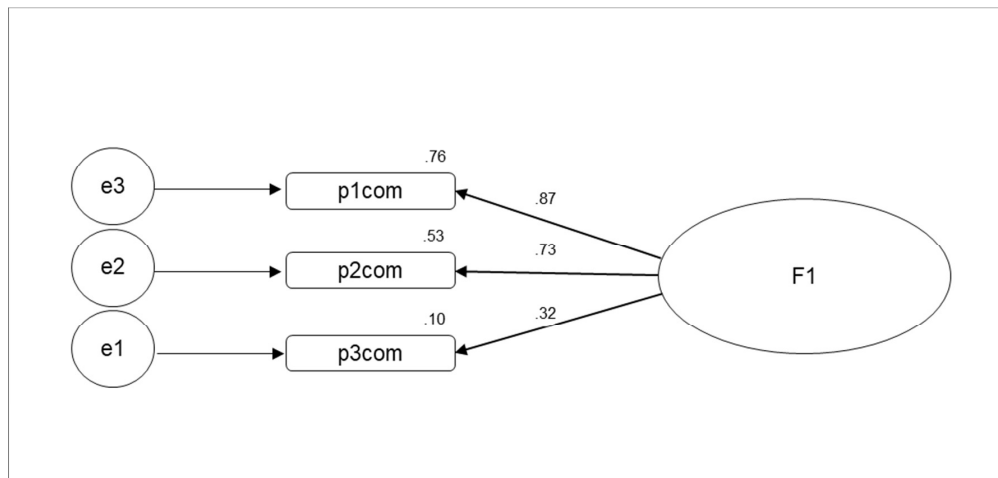 .76
e3
p1com
.87
.53
.73
e2
p2com
F1
.10
.32
e1
p3com